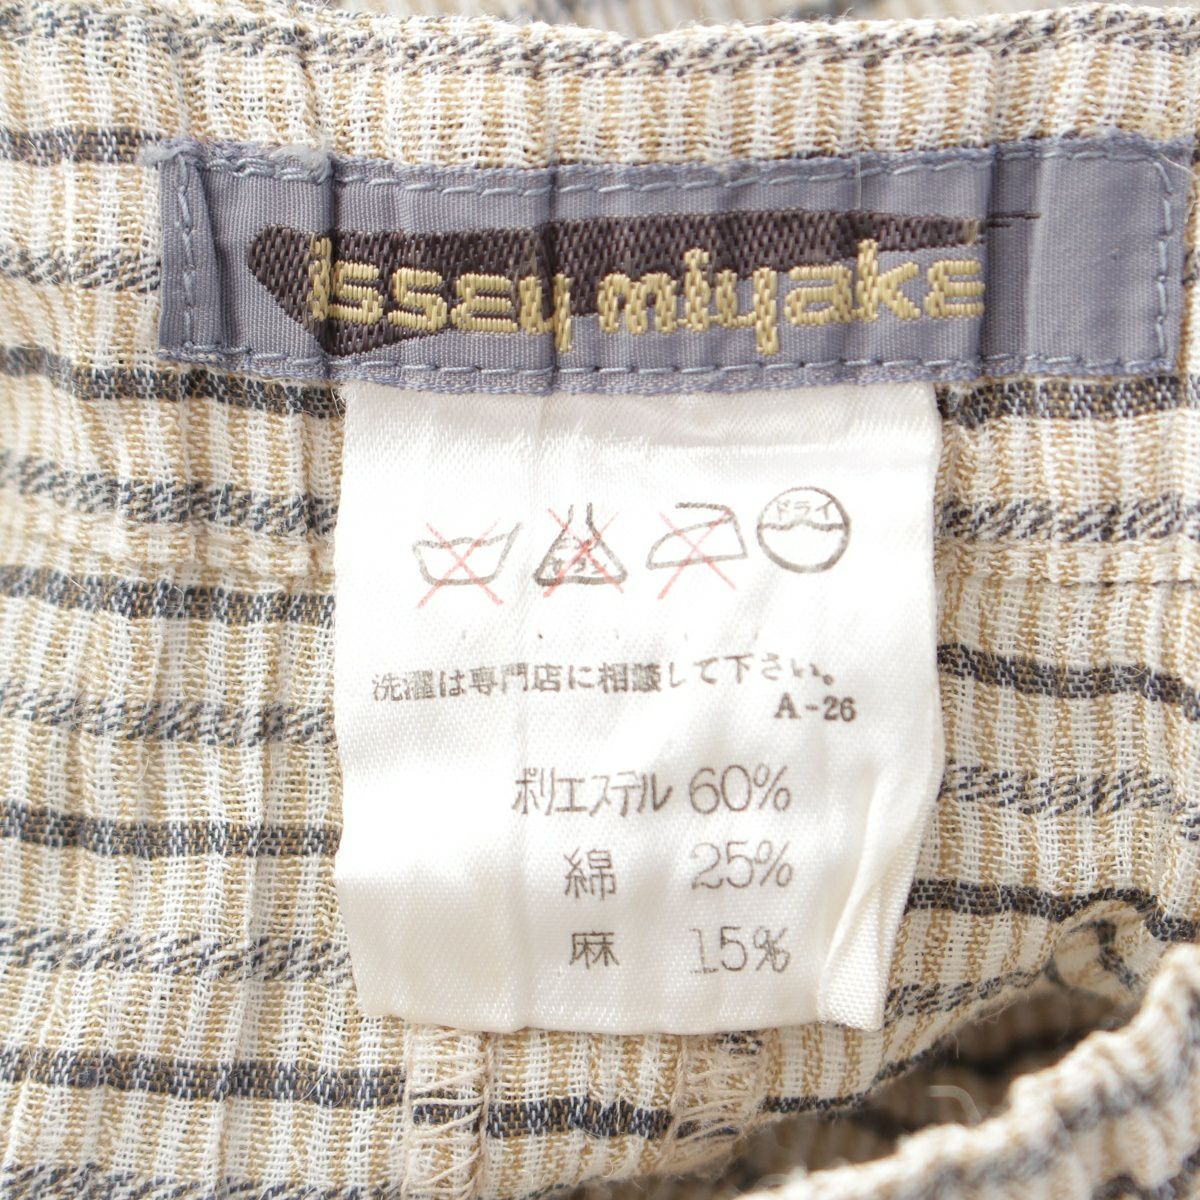 issey miyake
ドライ
洗濯は専門店に相談して下さい。
A-26
ポリエステル 60%
綿 25%
麻 15%